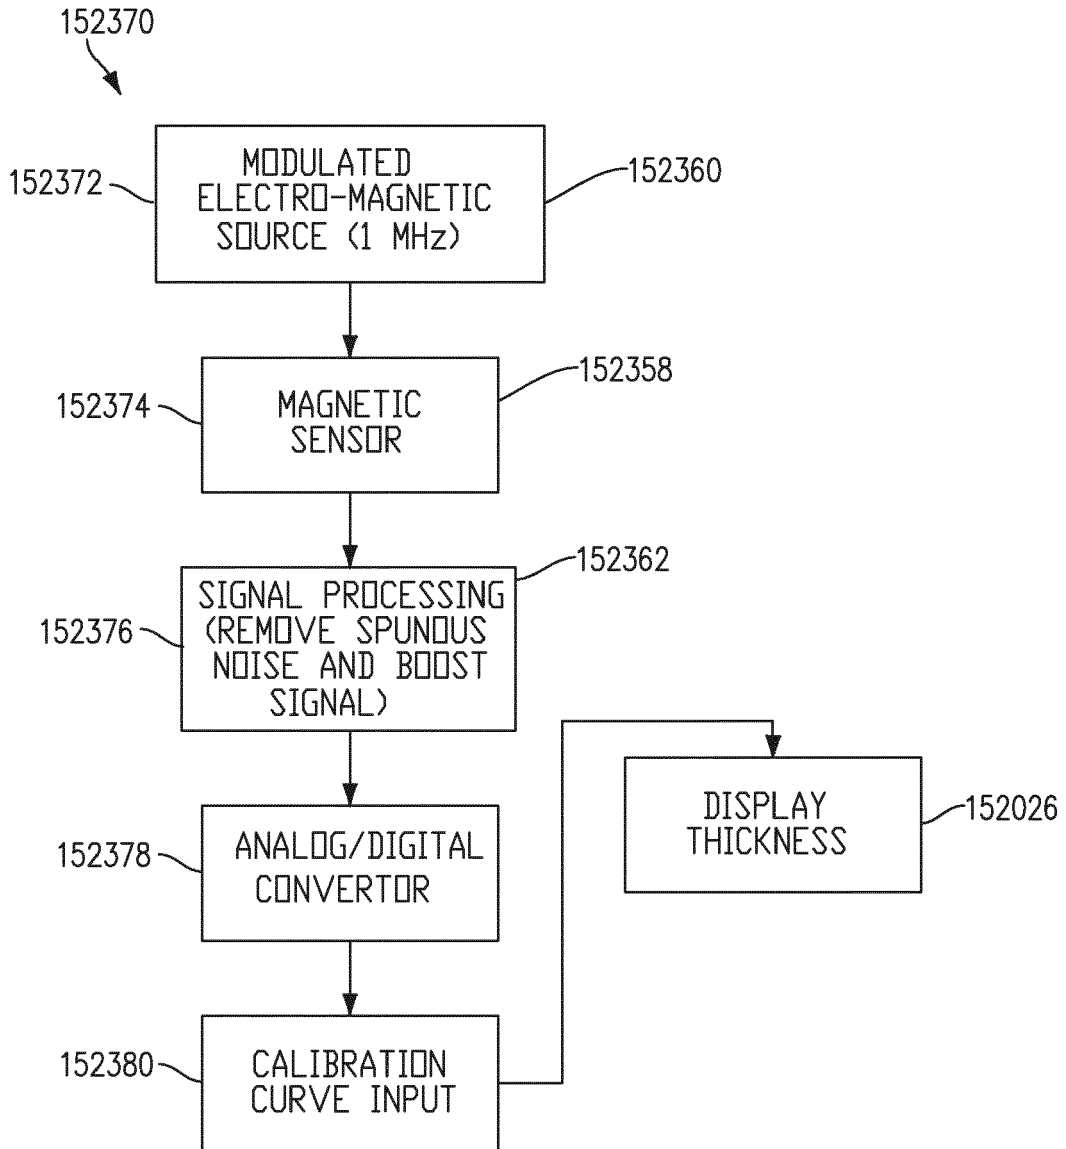 152370
152372
MODULATED
ELECTRO-MAGNETIC
SOURCE (1 MHz)
152360
152374
MAGNETIC
SENSOR
152358
152376
SIGNAL PROCESSING
(REMOVE SPUNOUS
NOISE AND BOOST
SIGNAL)
152362
152378
ANALOG/DIGITAL
CONVERTOR
DISPLAY
THICKNESS
152026
152380
CALIBRATION
CURVE INPUT